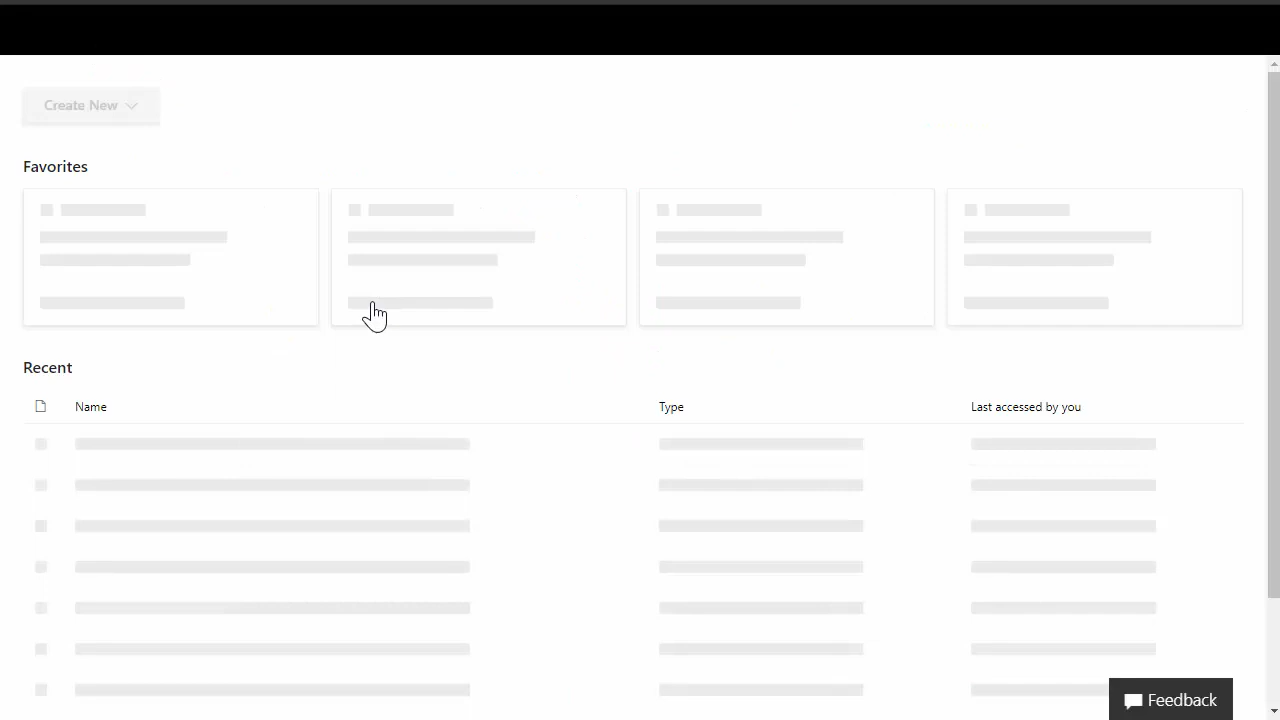 Create New
Favorites
Recent
Name Type Last accessed by you
Feedback